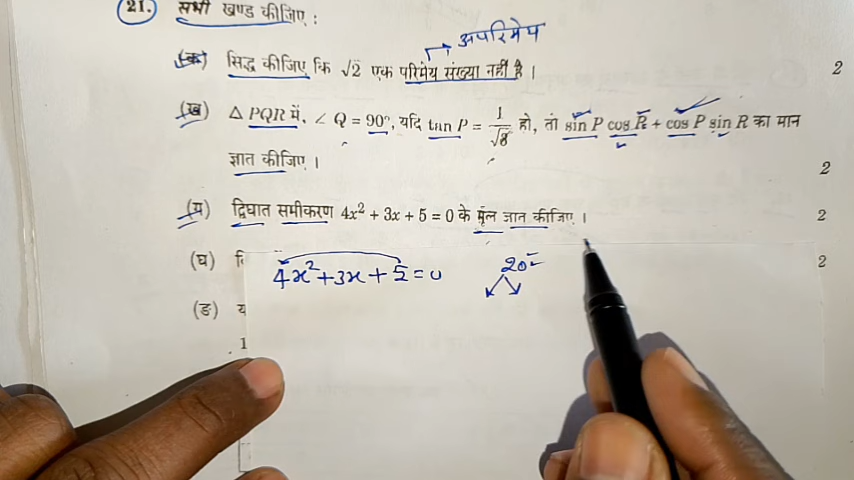 21. सभी खण्ड कीजिए :
अपरिमेय
(क) सिद्ध कीजिए कि √2 एक परिमेय संख्या नहीं है । 2
(ख) △ PQR में, ∠ Q = 90°, यदि tan P = 1/√8 हो, तो sin P cos R + cos P sin R का मान
ज्ञात कीजिए । 2
(ग) द्विघात समीकरण 4x² + 3x + 5 = 0 के मूल ज्ञात कीजिए । 2
(घ) 2
4x²+3x+5=0 20
(ङ)
1